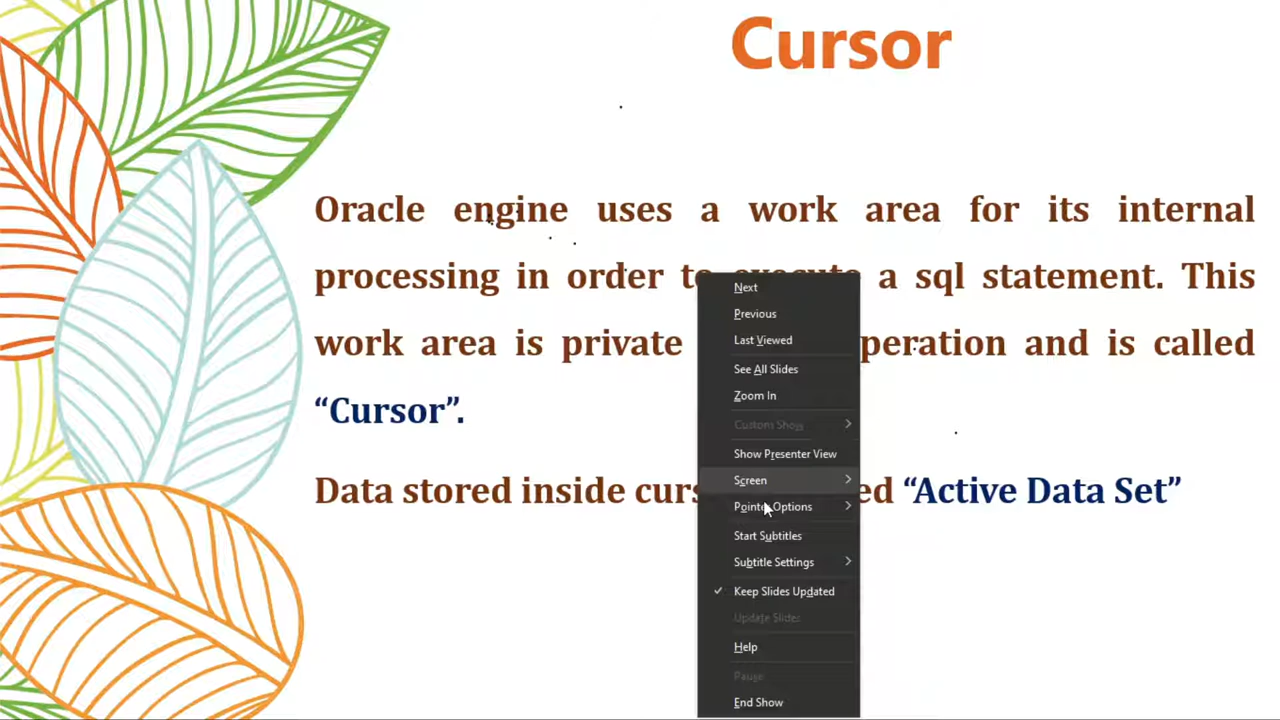 Cursor
Oracle engine uses a work area for its internal
processing in order to execute a sql statement. This
work area is private operation and is called
“Cursor”.
Data stored inside “Active Data Set”
Next
Previous
Last Viewed
See All Slides
Zoom In
Custom Show
Show Presenter View
Screen
Pointer Options
Start Subtitles
Subtitle Settings
Keep Slides Updated
Update Slides
Help
Pause
End Show